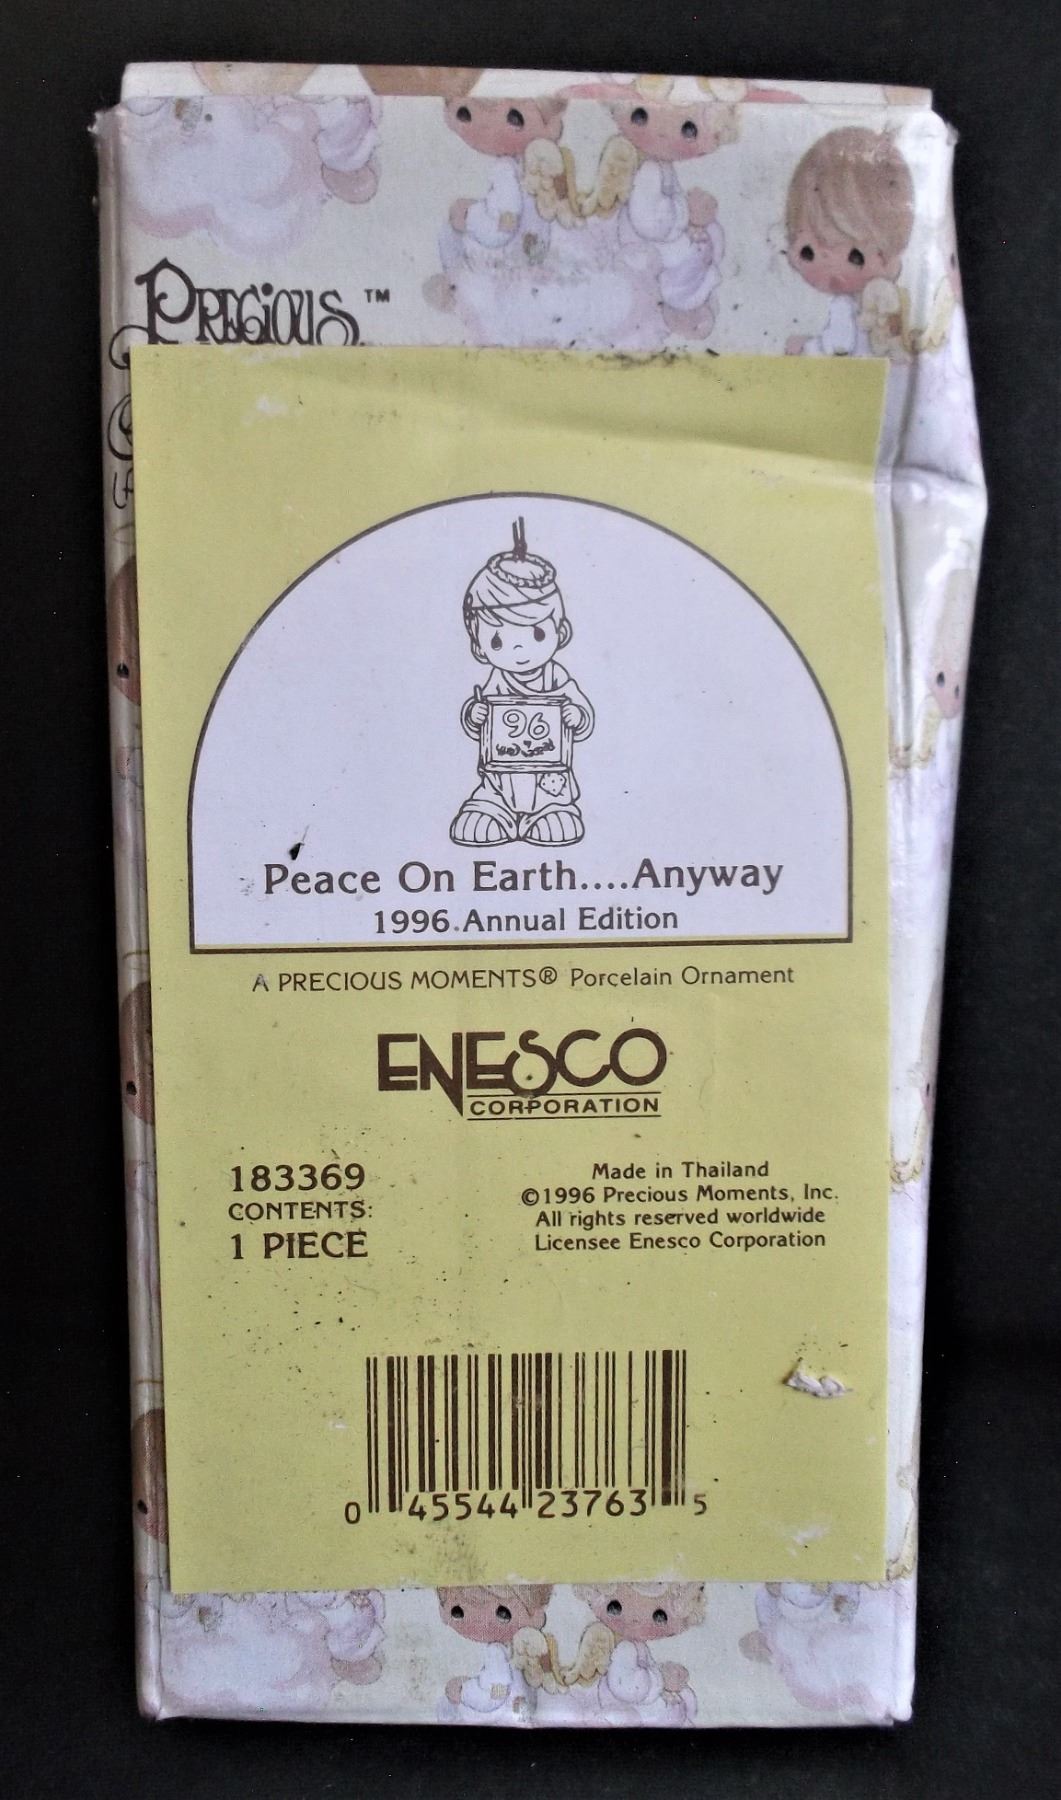 PRECIOUS ™
96
Peace On Earth....Anyway
1996 Annual Edition
A PRECIOUS MOMENTS® Porcelain Ornament
ENESCO
CORPORATION
183369
CONTENTS:
1 PIECE
Made in Thailand
©1996 Precious Moments, Inc.
All rights reserved worldwide
Licensee Enesco Corporation
0 45544 23763 5